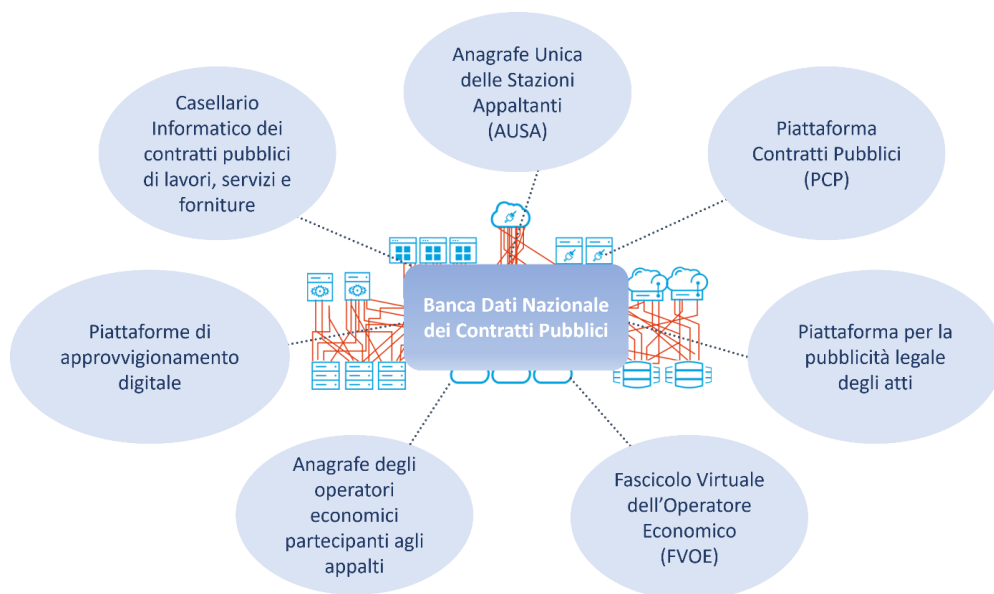 Anagrafe Unica
delle Stazioni
Appaltanti
(AUSA)
Casellario
Informatico dei
contratti pubblici
di lavori, servizi e
forniture
Piattaforma
Contratti Pubblici
(PCP)
Banca Dati Nazionale
dei Contratti Pubblici
Piattaforme di
approvvigionamento
digitale
Piattaforma per la
pubblicità legale
degli atti
Anagrafe degli
operatori
economici
partecipanti agli
appalti
Fascicolo Virtuale
dell’Operatore
Economico
(FVOE)